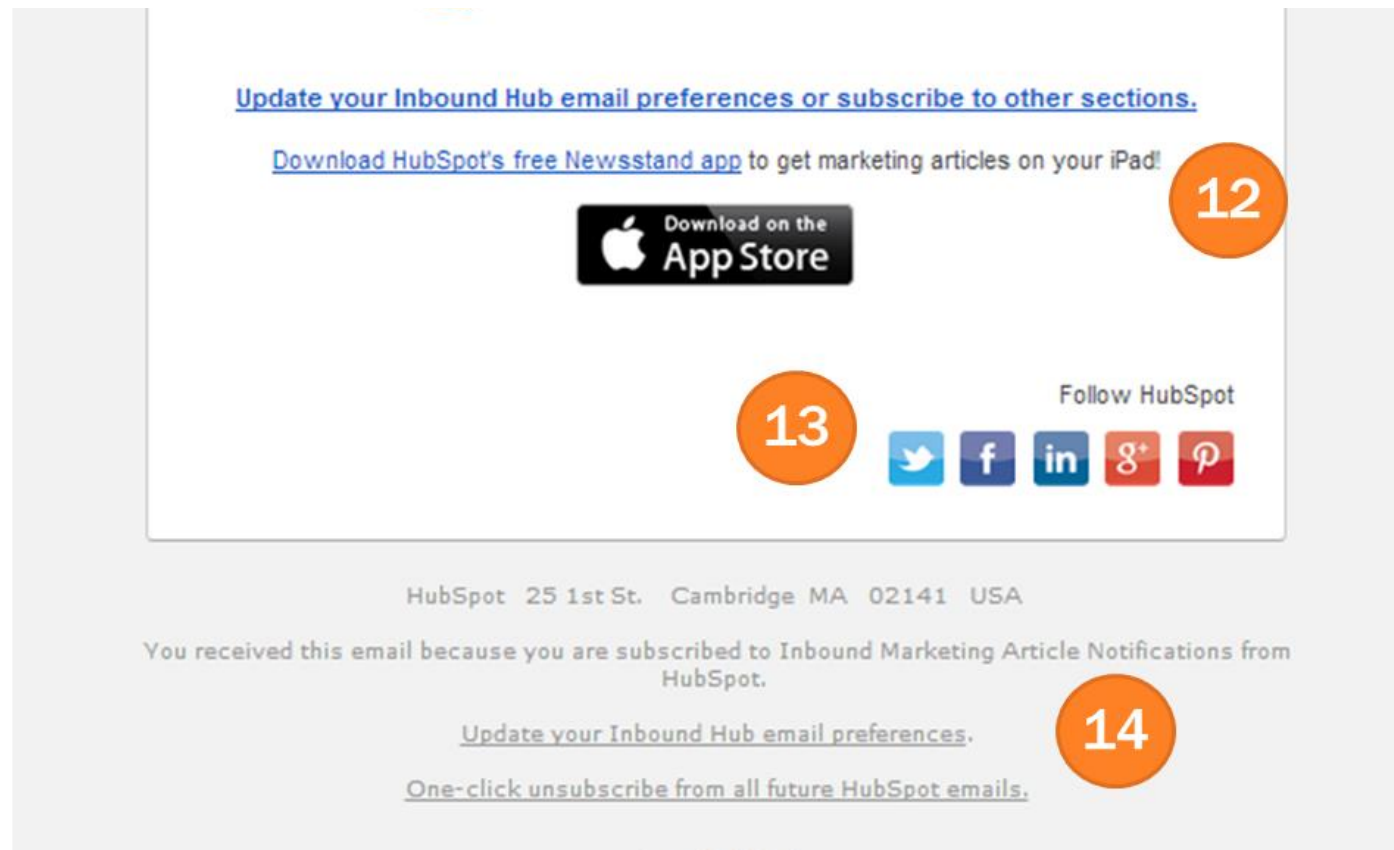 Update your Inbound Hub email preferences or subscribe to other sections.
Download HubSpot's free Newsstand app to get marketing articles on your iPad!
12
Download on the
App Store
Follow HubSpot
13
f in g+
HubSpot 25 1st St. Cambridge MA 02141 USA
You received this email because you are subscribed to Inbound Marketing Article Notifications from
HubSpot.
14
Update your Inbound Hub email preferences.
One-click unsubscribe from all future HubSpot emails.